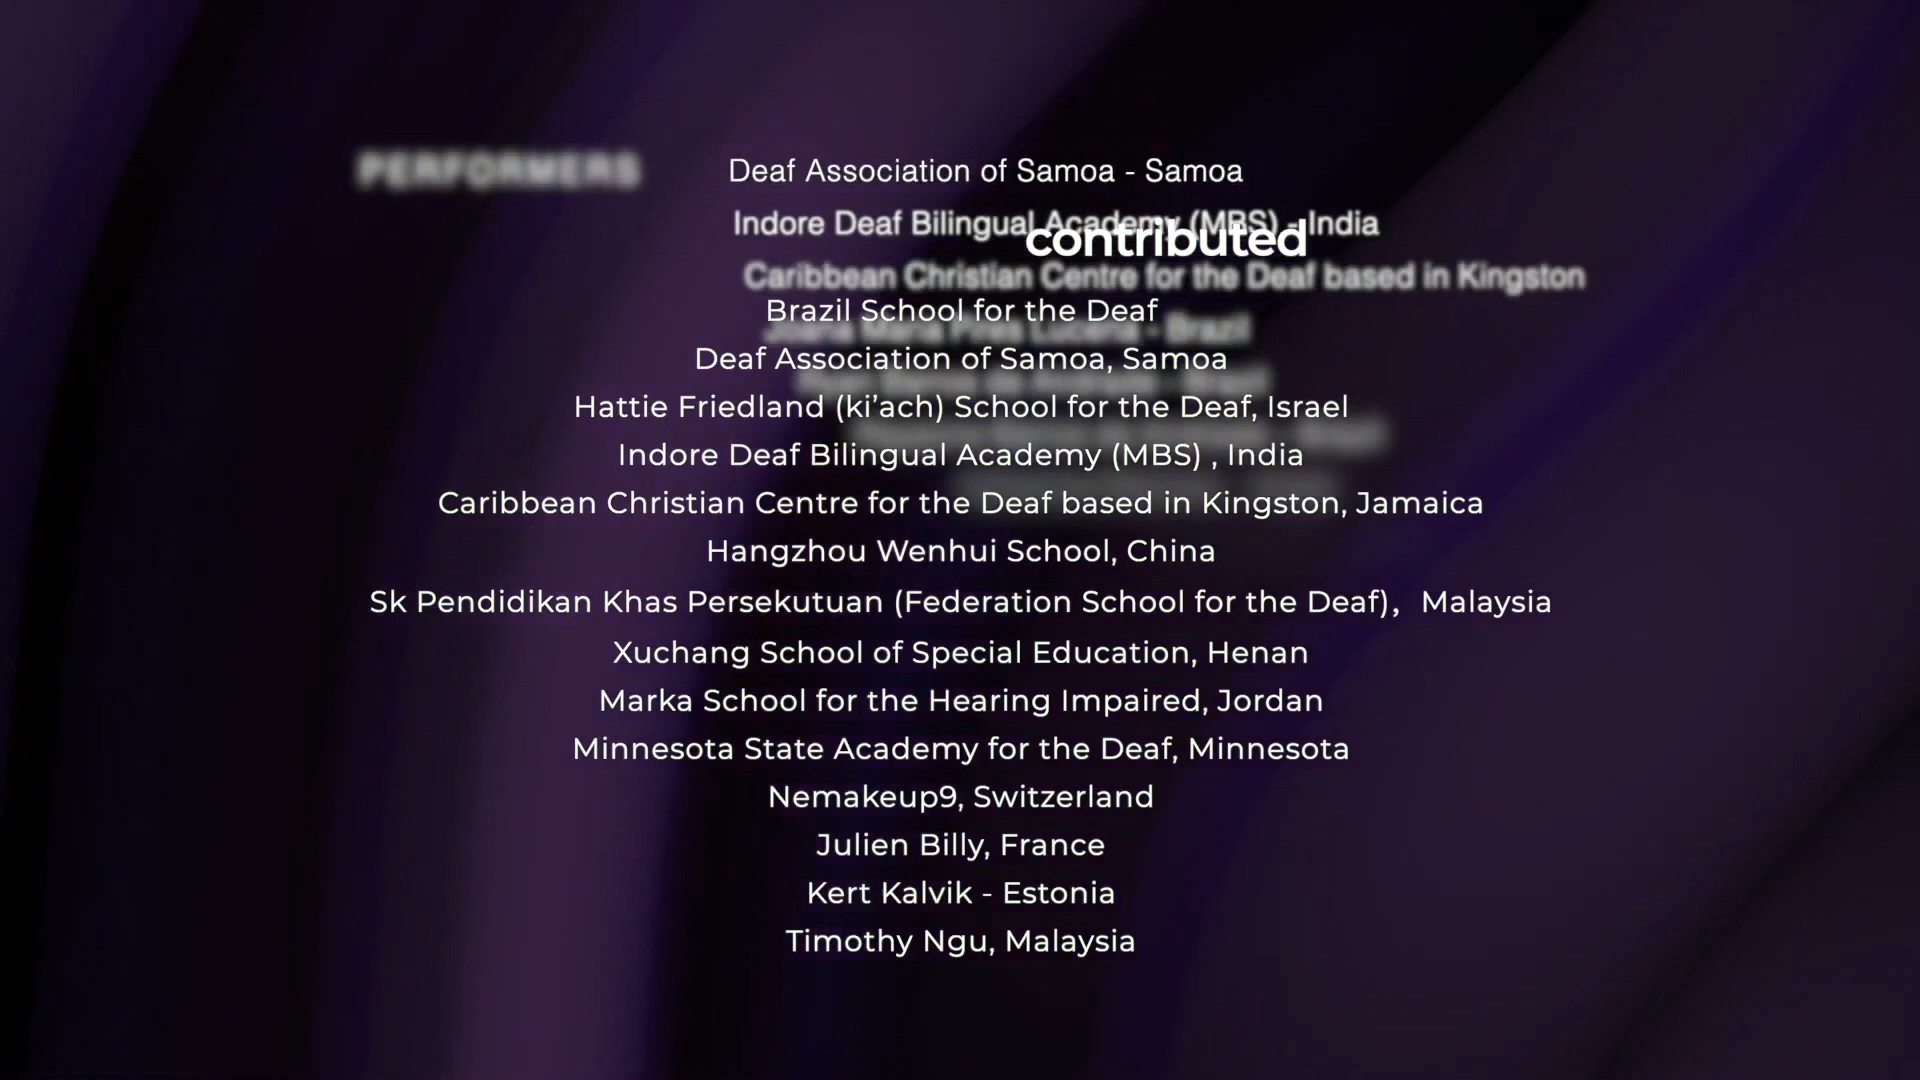 PERFORMERS
Deaf Association of Samoa - Samoa
Indore Deaf Bilingual Academy (MBS) - India
contributed
Caribbean Christian Centre for the Deaf based in Kingston
Brazil School for the Deaf
Brazil
Deaf Association of Samoa, Samoa
Hattie Friedland (ki’ach) School for the Deaf, Israel
Indore Deaf Bilingual Academy (MBS) , India
Caribbean Christian Centre for the Deaf based in Kingston, Jamaica
Hangzhou Wenhui School, China
Sk Pendidikan Khas Persekutuan (Federation School for the Deaf)， Malaysia
Xuchang School of Special Education, Henan
Marka School for the Hearing Impaired, Jordan
Minnesota State Academy for the Deaf, Minnesota
Nemakeup9, Switzerland
Julien Billy, France
Kert Kalvik - Estonia
Timothy Ngu, Malaysia